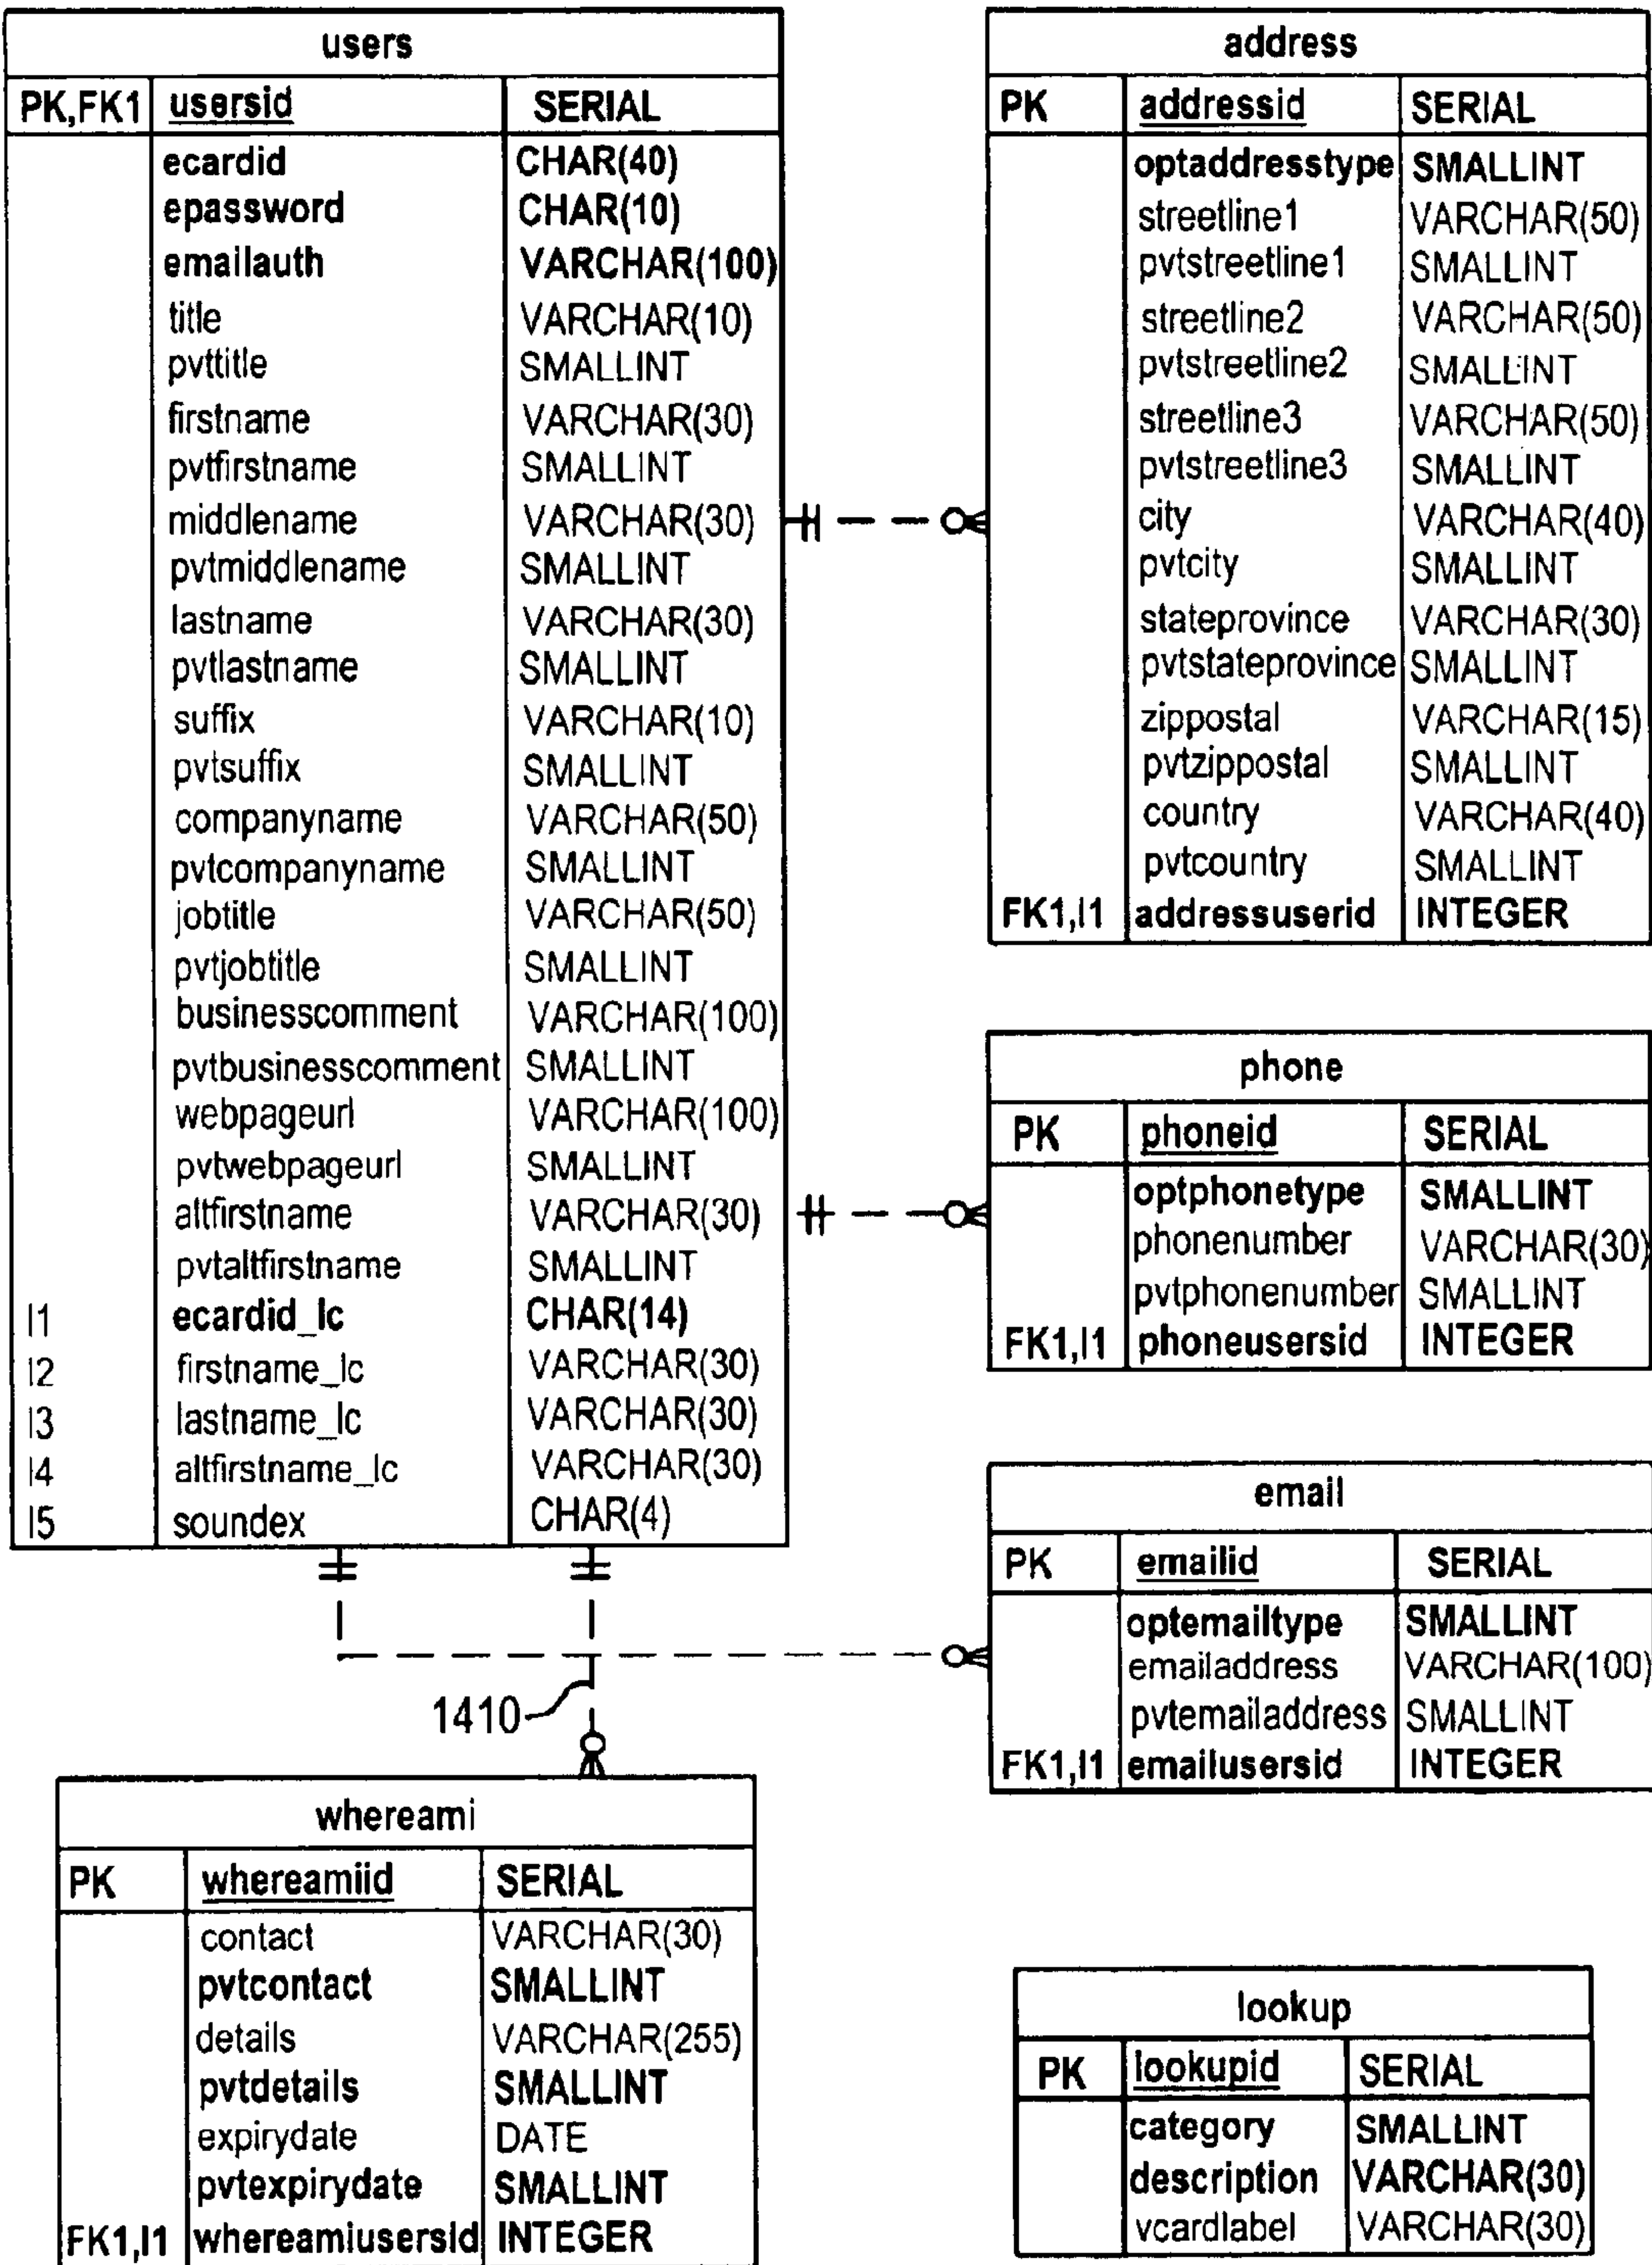 users
PK,FK1 usersid SERIAL
ecardid CHAR(40)
epassword CHAR(10)
emailauth VARCHAR(100)
title VARCHAR(10)
pvttitle SMALLINT
firstname VARCHAR(30)
pvtfirstname SMALLINT
middlename VARCHAR(30)
pvtmiddlename SMALLINT
lastname VARCHAR(30)
pvtlastname SMALLINT
suffix VARCHAR(10)
pvtsuffix SMALLINT
companyname VARCHAR(50)
pvtcompanyname SMALLINT
jobtitle VARCHAR(50)
pvtjobtitle SMALLINT
businesscomment VARCHAR(100)
pvtbusinesscomment SMALLINT
webpageurl VARCHAR(100)
pvtwebpageurl SMALLINT
altfirstname VARCHAR(30)
pvtaltfirstname SMALLINT
I1 ecardid_lc CHAR(14)
I2 firstname_lc VARCHAR(30)
I3 lastname_lc VARCHAR(30)
I4 altfirstname_lc VARCHAR(30)
I5 soundex CHAR(4)
address
PK addressid SERIAL
optaddresstype SMALLINT
streetline1 VARCHAR(50)
pvtstreetline1 SMALLINT
streetline2 VARCHAR(50)
pvtstreetline2 SMALLINT
streetline3 VARCHAR(50)
pvtstreetline3 SMALLINT
city VARCHAR(40)
pvtcity SMALLINT
stateprovince VARCHAR(30)
pvtstateprovince SMALLINT
zippostal VARCHAR(15)
pvtzippostal SMALLINT
country VARCHAR(40)
pvtcountry SMALLINT
FK1,I1 addressuserid INTEGER
phone
PK phoneid SERIAL
optphonetype SMALLINT
phonenumber VARCHAR(30)
pvtphonenumber SMALLINT
FK1,I1 phoneusersid INTEGER
email
PK emailid SERIAL
optemailtype SMALLINT
emailaddress VARCHAR(100)
pvtemailaddress SMALLINT
FK1,I1 emailusersid INTEGER
1410
whereami
PK whereamiid SERIAL
contact VARCHAR(30)
pvtcontact SMALLINT
details VARCHAR(255)
pvtdetails SMALLINT
expirydate DATE
pvtexpirydate SMALLINT
FK1,I1 whereamiusersid INTEGER
lookup
PK lookupid SERIAL
category SMALLINT
description VARCHAR(30)
vcardlabel VARCHAR(30)